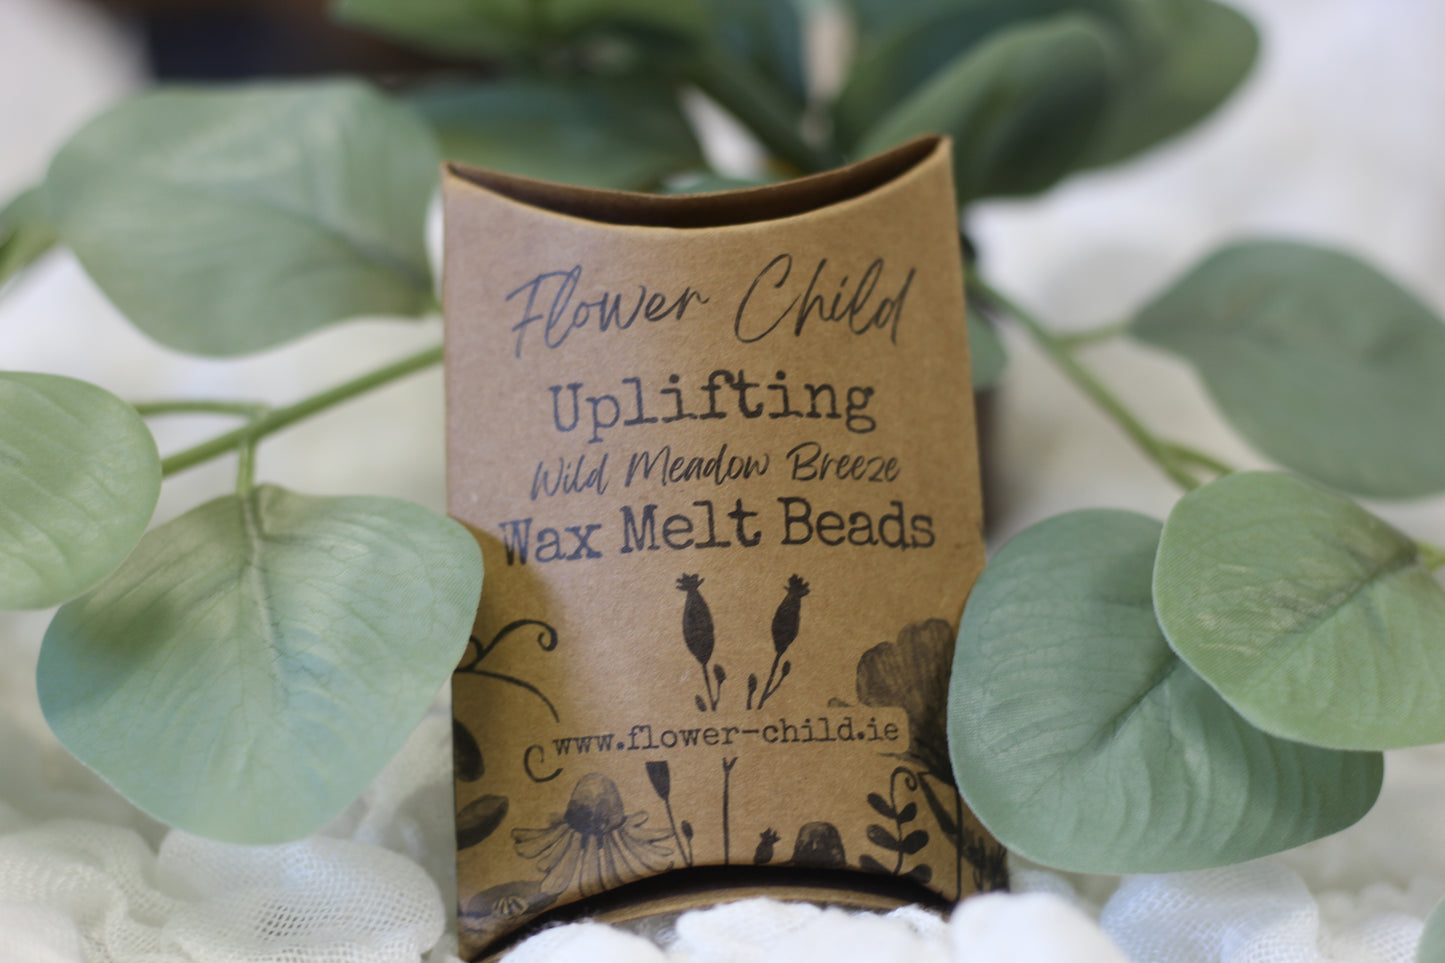 Flower Child
Uplifting
Wild Meadow Breeze
Wax Melt Beads
www.flower-child.ie